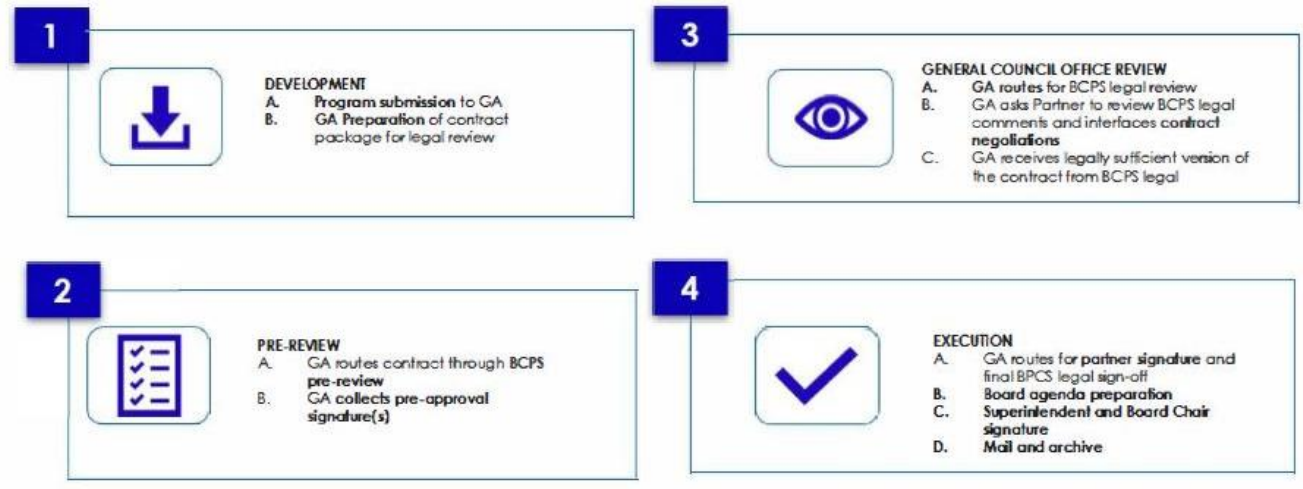 1
DEVELOPMENT
A. Program submission to GA
B. GA Preparation of contract
package for legal review
2
PRE-REVIEW
A. GA routes contract through BCPS
pre-review
B. GA collects pre-approval
signature(s)
3
GENERAL COUNCIL OFFICE REVIEW
A. GA routes for BCPS legal review
B. GA asks Partner to review BCPS legal
comments and interfaces contract
negotiations
C. GA receives legally sufficient version of
the contract from BCPS legal
4
EXECUTION
A. GA routes for partner signature and
final BPCS legal sign-off
B. Board agenda preparation
C. Superintendent and Board Chair
signature
D. Mail and archive